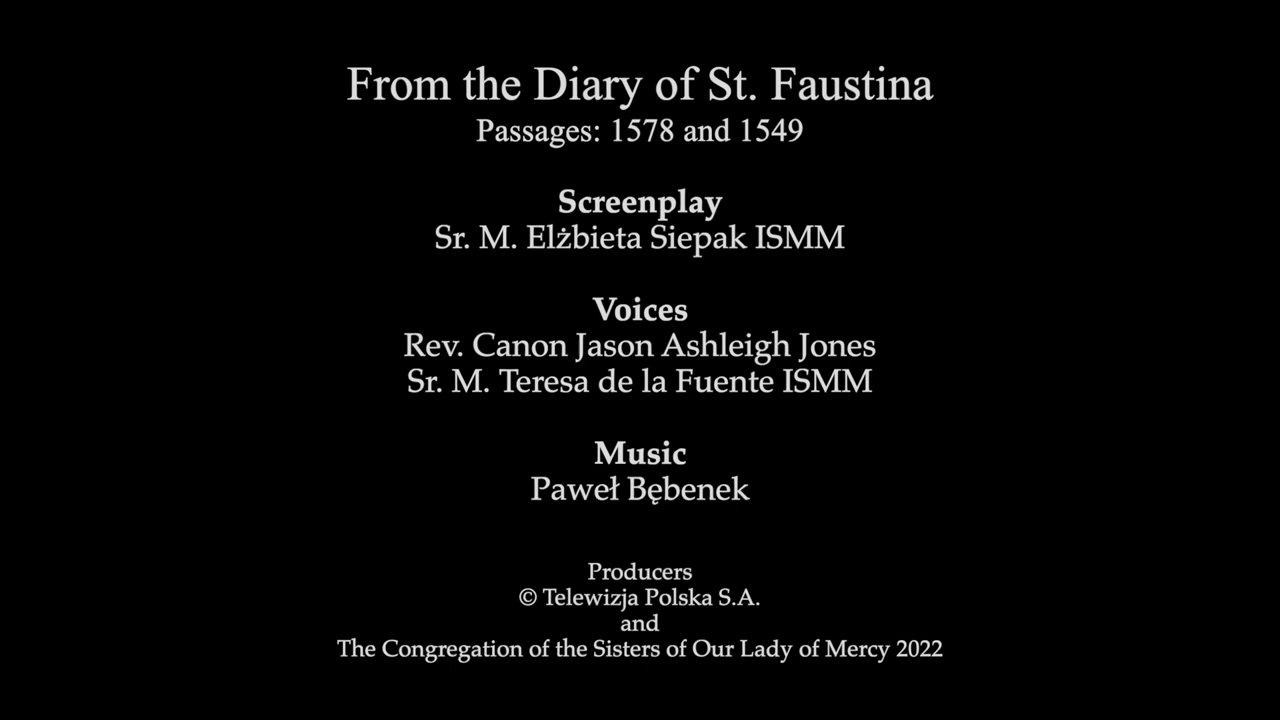 From the Diary of St. Faustina
Passages: 1578 and 1549
Screenplay
Sr. M. Elżbieta Siepak ISMM
Voices
Rev. Canon Jason Ashleigh Jones
Sr. M. Teresa de la Fuente ISMM
Music
Paweł Bębenek
Producers
© Telewizja Polska S.A.
and
The Congregation of the Sisters of Our Lady of Mercy 2022